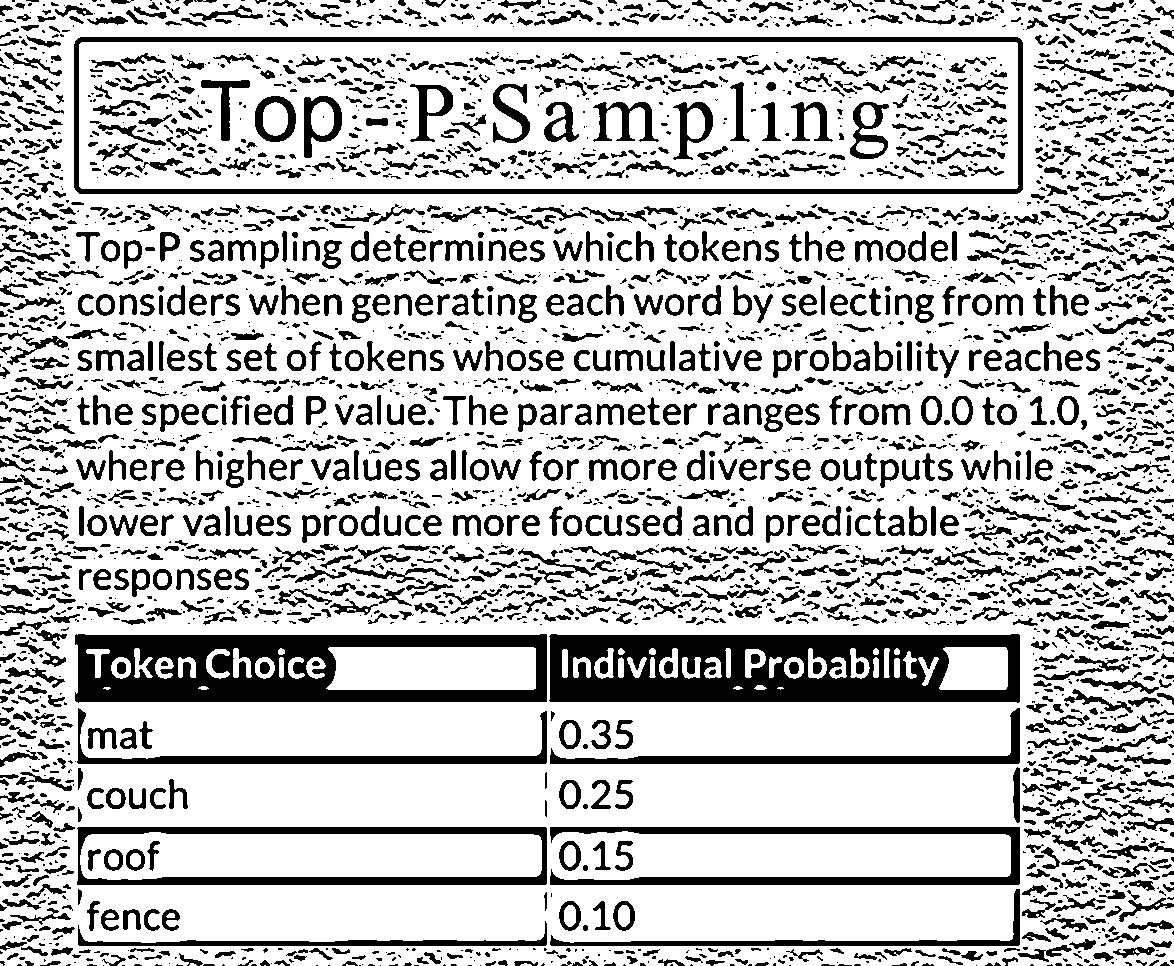 Top-P Sampling
Top-P sampling determines which tokens the model
considers when generating each word by selecting from the
smallest set of tokens whose cumulative probability reaches
the specified P value. The parameter ranges from 0.0 to 1.0,
where higher values allow for more diverse outputs while
lower values produce more focused and predictable
responses
Token Choice Individual Probability
mat 0.35
couch 0.25
roof 0.15
fence 0.10